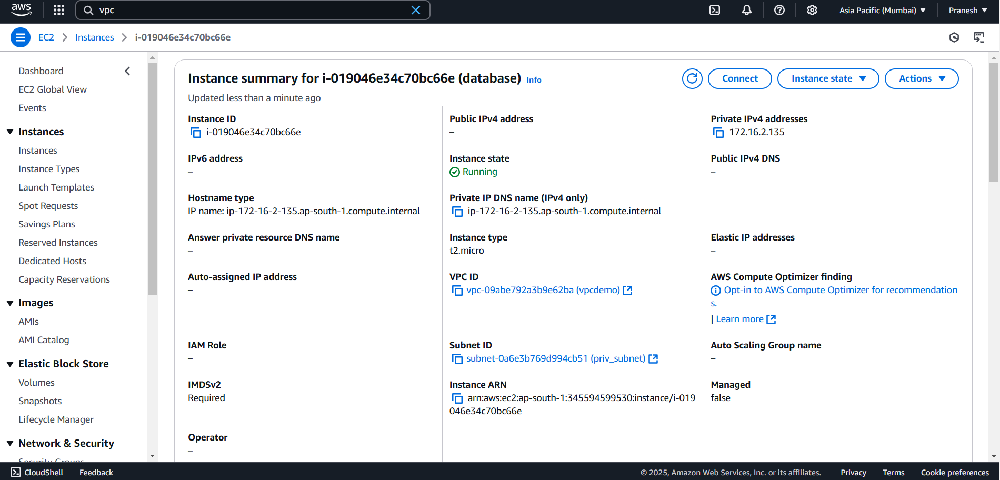 aws
vpc
Asia Pacific (Mumbai)
Pranesh
EC2
Instances
i-019046e34c70bc66e
Dashboard
EC2 Global View
Events
Instances
Instances
Instance Types
Launch Templates
Spot Requests
Savings Plans
Reserved Instances
Dedicated Hosts
Capacity Reservations
Images
AMIs
AMI Catalog
Elastic Block Store
Volumes
Snapshots
Lifecycle Manager
Network & Security
Security Groups
Instance summary for i-019046e34c70bc66e (database) Info
Updated less than a minute ago
Connect
Instance state
Actions
Instance ID
i-019046e34c70bc66e
Public IPv4 address
–
Private IPv4 addresses
172.16.2.135
IPv6 address
–
Instance state
Running
Public IPv4 DNS
–
Hostname type
IP name: ip-172-16-2-135.ap-south-1.compute.internal
Private IP DNS name (IPv4 only)
ip-172-16-2-135.ap-south-1.compute.internal
Answer private resource DNS name
–
Instance type
t2.micro
Elastic IP addresses
–
Auto-assigned IP address
–
VPC ID
vpc-09abe792a3b9e62ba (vpcdemo)
AWS Compute Optimizer finding
Opt-in to AWS Compute Optimizer for recommendation
s.
| Learn more
IAM Role
–
Subnet ID
subnet-0a6e3b769d994cb51 (priv_subnet)
Auto Scaling Group name
–
IMDSv2
Required
Instance ARN
arn:aws:ec2:ap-south-1:345594599530:instance/i-019
046e34c70bc66e
Managed
false
Operator
–
CloudShell
Feedback
© 2025, Amazon Web Services, Inc. or its affiliates.
Privacy
Terms
Cookie preferences